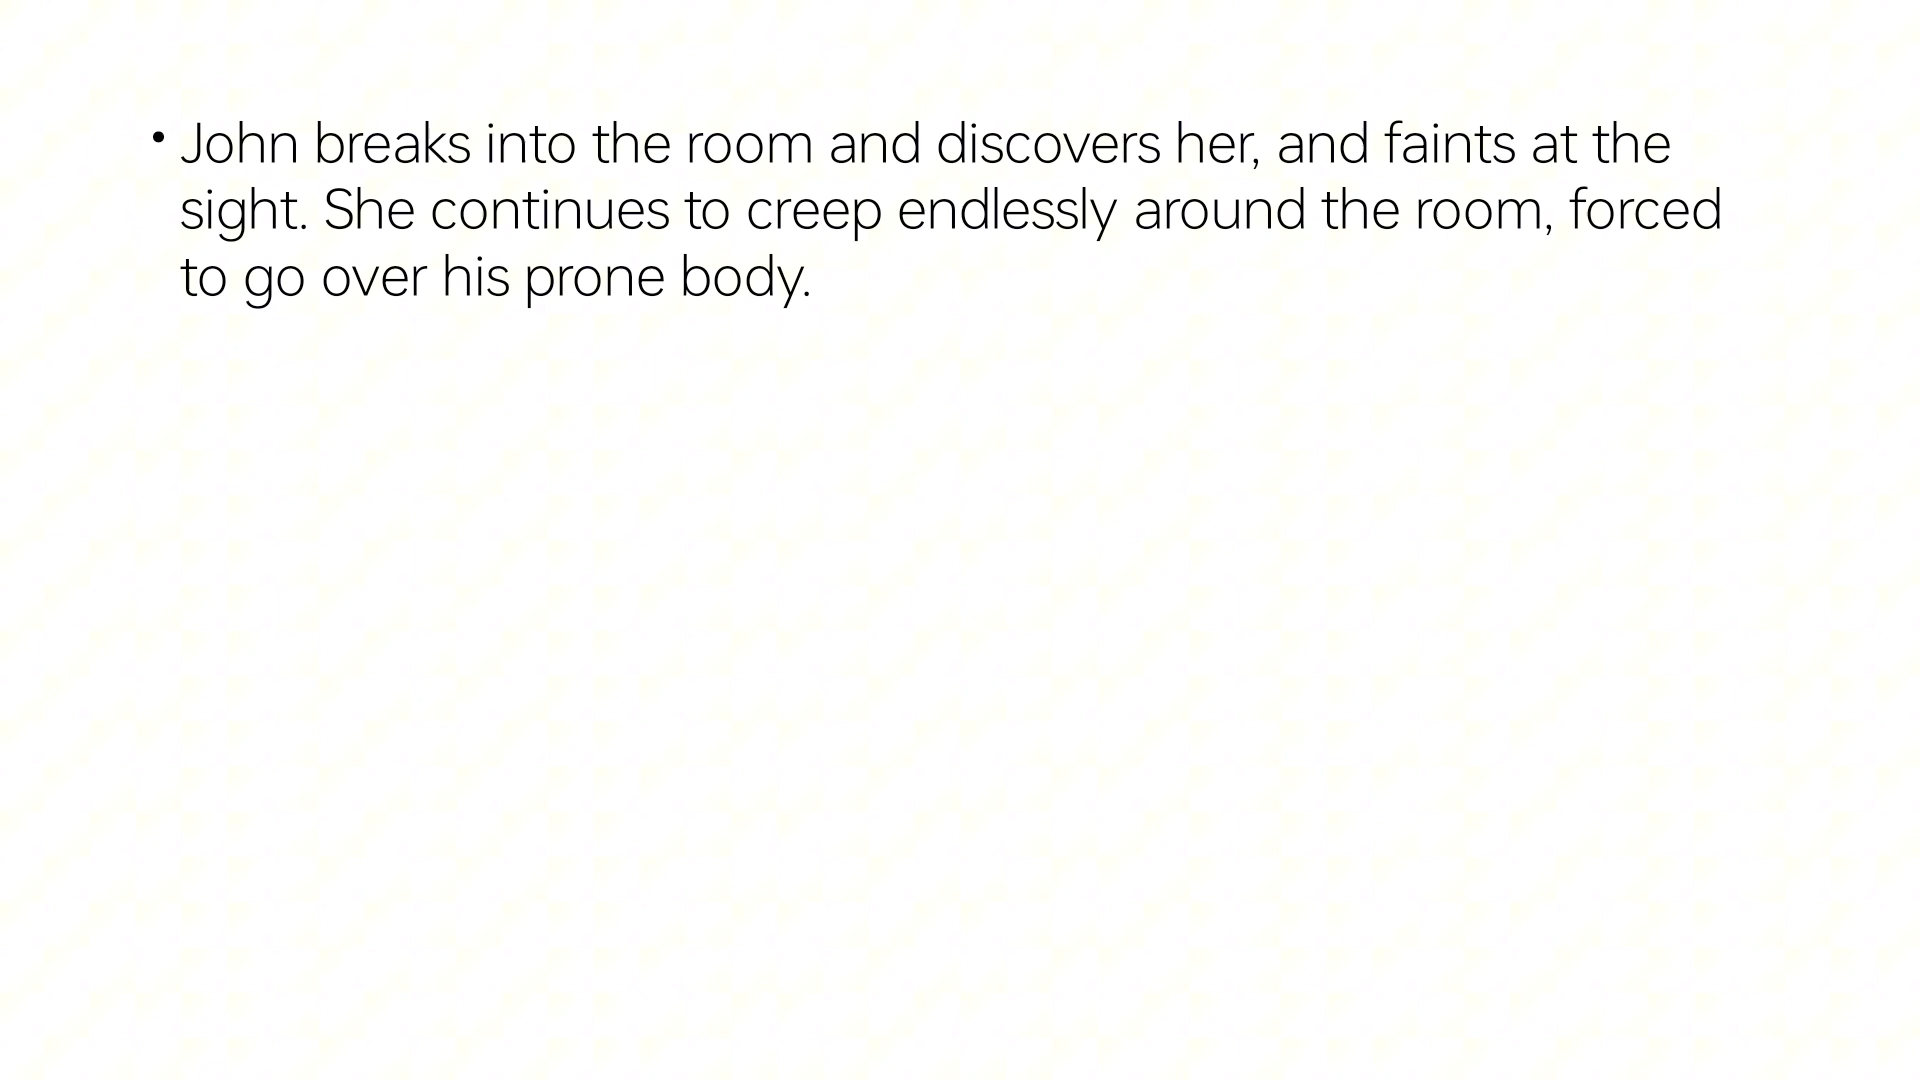 • John breaks into the room and discovers her, and faints at the
sight. She continues to creep endlessly around the room, forced
to go over his prone body.